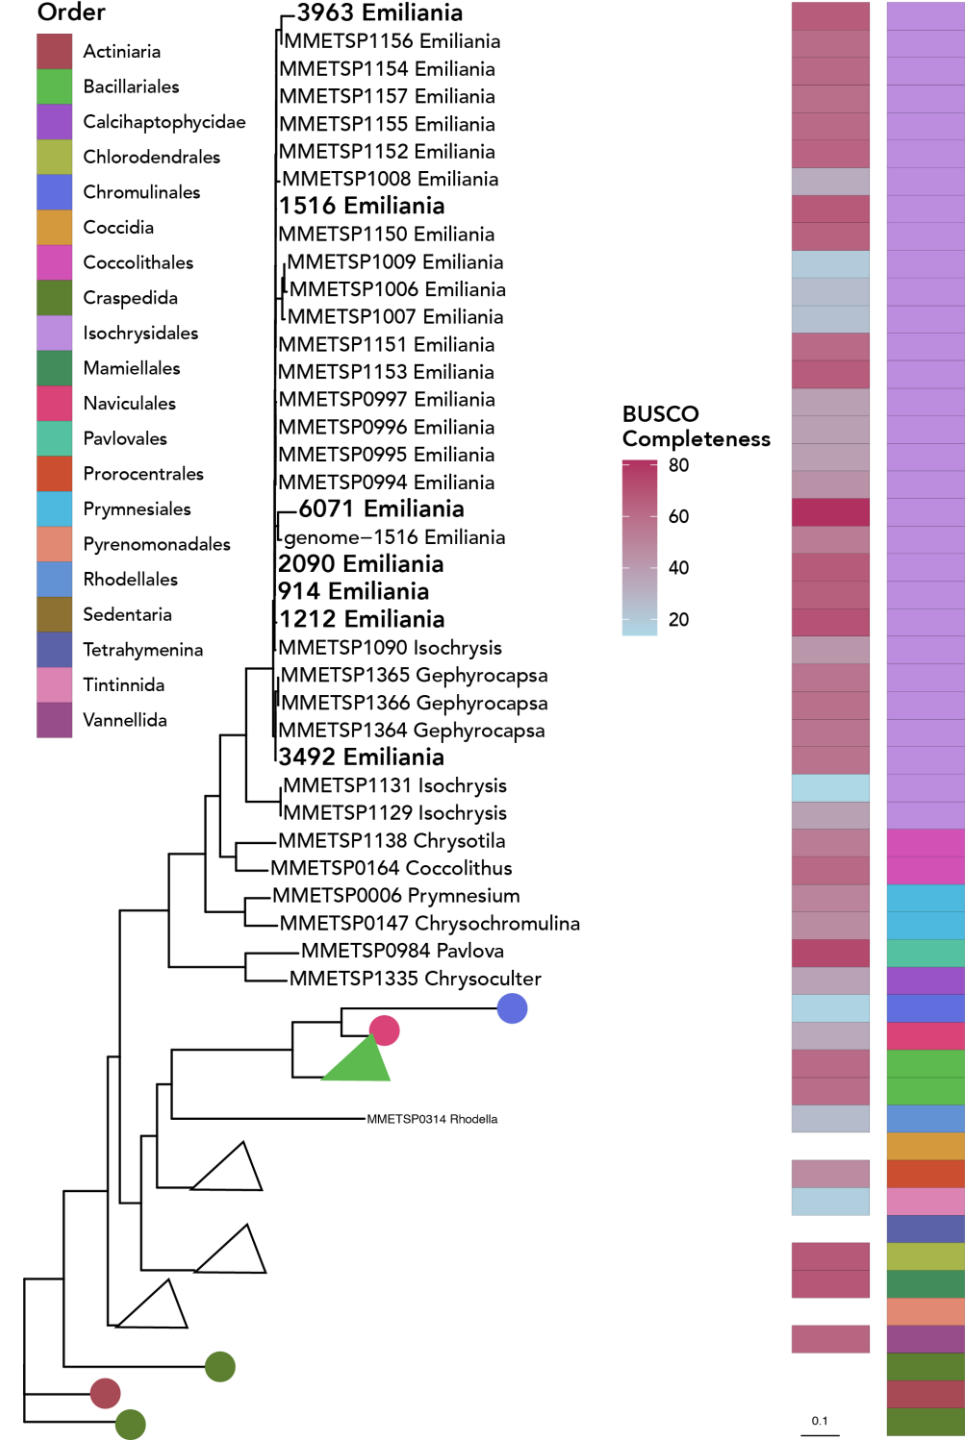 Order
Actiniaria
Bacillariales
Calcihaptophycidae
Chlorodendrales
Chromulinales
Coccidia
Coccolithales
Craspedida
Isochrysidales
Mamiellales
Naviculales
Pavlovales
Prorocentrales
Prymnesiales
Pyrenomonadales
Rhodellales
Sedentaria
Tetrahymenina
Tintinnida
Vannellida
3963 Emiliania
MMETSP1156 Emiliania
MMETSP1154 Emiliania
MMETSP1157 Emiliania
MMETSP1155 Emiliania
MMETSP1152 Emiliania
MMETSP1008 Emiliania
1516 Emiliania
MMETSP1150 Emiliania
MMETSP1009 Emiliania
MMETSP1006 Emiliania
MMETSP1007 Emiliania
MMETSP1151 Emiliania
MMETSP1153 Emiliania
MMETSP0997 Emiliania
MMETSP0996 Emiliania
MMETSP0995 Emiliania
MMETSP0994 Emiliania
6071 Emiliania
genome−1516 Emiliania
2090 Emiliania
914 Emiliania
1212 Emiliania
MMETSP1090 Isochrysis
MMETSP1365 Gephyrocapsa
MMETSP1366 Gephyrocapsa
MMETSP1364 Gephyrocapsa
3492 Emiliania
MMETSP1131 Isochrysis
MMETSP1129 Isochrysis
MMETSP1138 Chrysotila
MMETSP0164 Coccolithus
MMETSP0006 Prymnesium
MMETSP0147 Chrysochromulina
MMETSP0984 Pavlova
MMETSP1335 Chrysoculter
MMETSP0314 Rhodella
BUSCO
Completeness
80
60
40
20
0.1